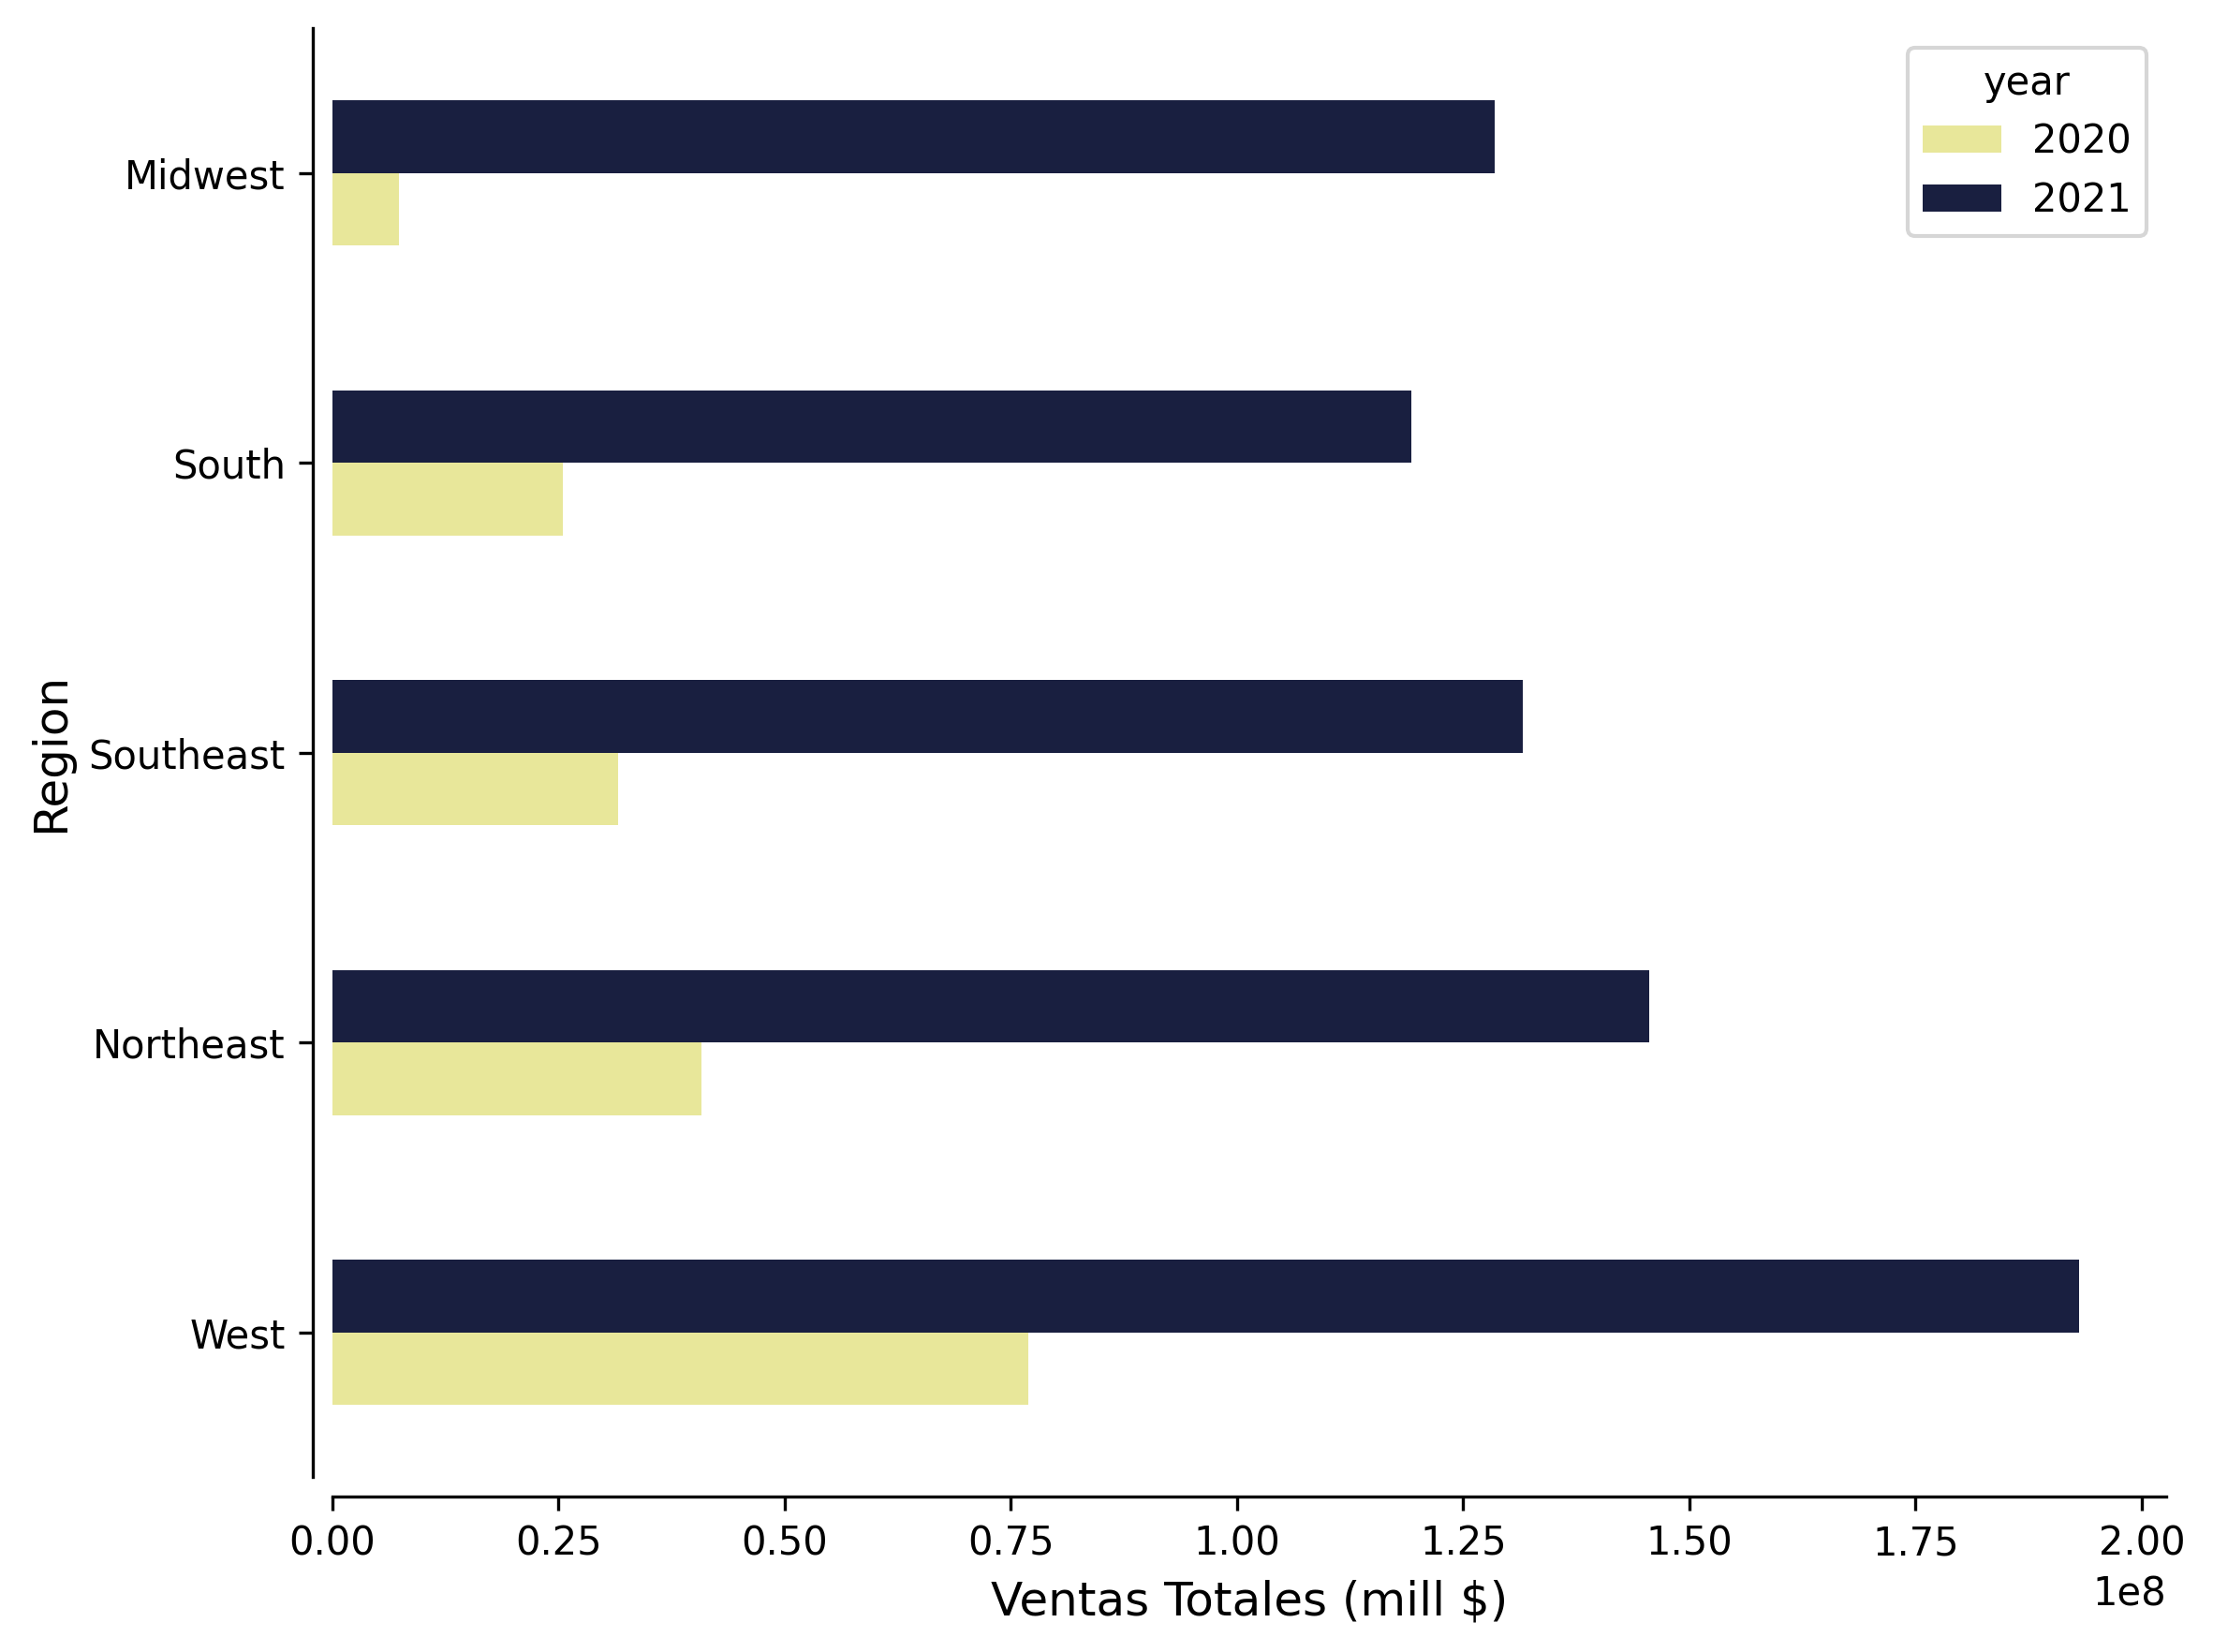 year
2020
2021
Midwest
South
Southeast
Northeast
West
Region
0.00 0.25 0.50 0.75 1.00 1.25 1.50 1.75 2.00
1e8
Ventas Totales (mill $)